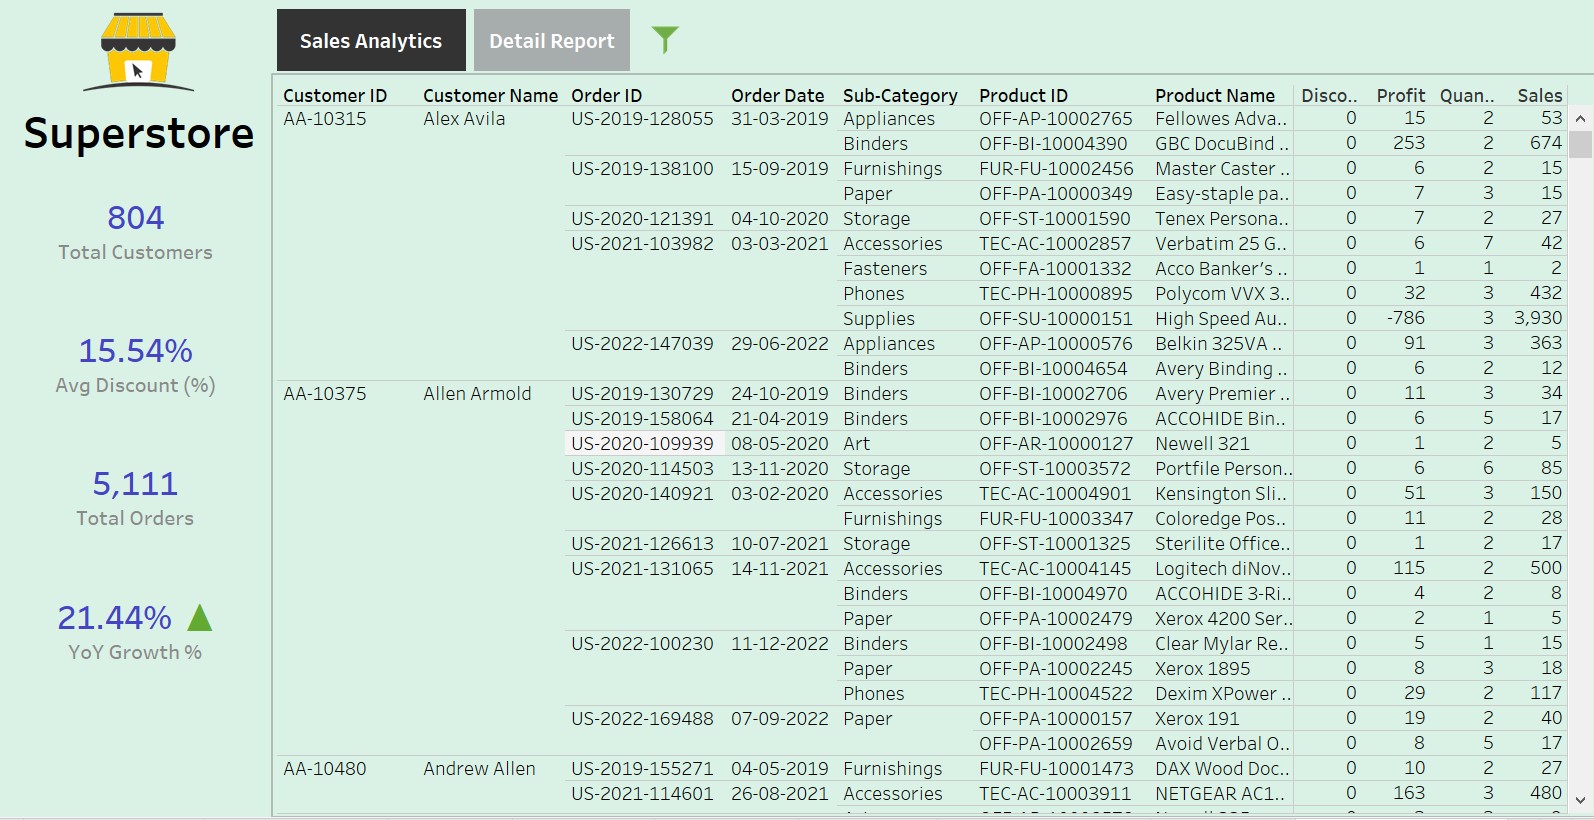 Sales Analytics Detail Report
Superstore
804
Total Customers
15.54%
Avg Discount (%)
5,111
Total Orders
21.44%
YoY Growth %
Customer ID Customer Name Order ID Order Date Sub-Category Product ID Product Name Disco.. Profit Quan.. Sales
AA-10315 Alex Avila US-2019-128055 31-03-2019 Appliances OFF-AP-10002765 Fellowes Adva.. 0 15 2 53
Binders OFF-BI-10004390 GBC DocuBind .. 0 253 2 674
US-2019-138100 15-09-2019 Furnishings FUR-FU-10002456 Master Caster .. 0 6 2 15
Paper OFF-PA-10000349 Easy-staple pa.. 0 7 3 15
US-2020-121391 04-10-2020 Storage OFF-ST-10001590 Tenex Persona.. 0 7 2 27
US-2021-103982 03-03-2021 Accessories TEC-AC-10002857 Verbatim 25 G.. 0 6 7 42
Fasteners OFF-FA-10001332 Acco Banker's .. 0 1 1 2
Phones TEC-PH-10000895 Polycom VVX 3.. 0 32 3 432
Supplies OFF-SU-10000151 High Speed Au.. 0 -786 3 3,930
US-2022-147039 29-06-2022 Appliances OFF-AP-10000576 Belkin 325VA .. 0 91 3 363
Binders OFF-BI-10004654 Avery Binding .. 0 6 2 12
AA-10375 Allen Armold US-2019-130729 24-10-2019 Binders OFF-BI-10002706 Avery Premier .. 0 11 3 34
US-2019-158064 21-04-2019 Binders OFF-BI-10002976 ACCOHIDE Bin.. 0 6 5 17
US-2020-109939 08-05-2020 Art OFF-AR-10000127 Newell 321 0 1 2 5
US-2020-114503 13-11-2020 Storage OFF-ST-10003572 Portfile Person.. 0 6 6 85
US-2020-140921 03-02-2020 Accessories TEC-AC-10004901 Kensington Sli.. 0 51 3 150
Furnishings FUR-FU-10003347 Coloredge Pos.. 0 11 2 28
US-2021-126613 10-07-2021 Storage OFF-ST-10001325 Sterilite Office.. 0 1 2 17
US-2021-131065 14-11-2021 Accessories TEC-AC-10004145 Logitech diNov.. 0 115 2 500
Binders OFF-BI-10004970 ACCOHIDE 3-Ri.. 0 4 2 8
Paper OFF-PA-10002479 Xerox 4200 Ser.. 0 2 1 5
US-2022-100230 11-12-2022 Binders OFF-BI-10002498 Clear Mylar Re.. 0 5 1 15
Paper OFF-PA-10002245 Xerox 1895 0 8 3 18
Phones TEC-PH-10004522 Dexim XPower .. 0 29 2 117
US-2022-169488 07-09-2022 Paper OFF-PA-10000157 Xerox 191 0 19 2 40
OFF-PA-10002659 Avoid Verbal O.. 0 8 5 17
AA-10480 Andrew Allen US-2019-155271 04-05-2019 Furnishings FUR-FU-10001473 DAX Wood Doc.. 0 10 2 27
US-2021-114601 26-08-2021 Accessories TEC-AC-10003911 NETGEAR AC1.. 0 163 3 480